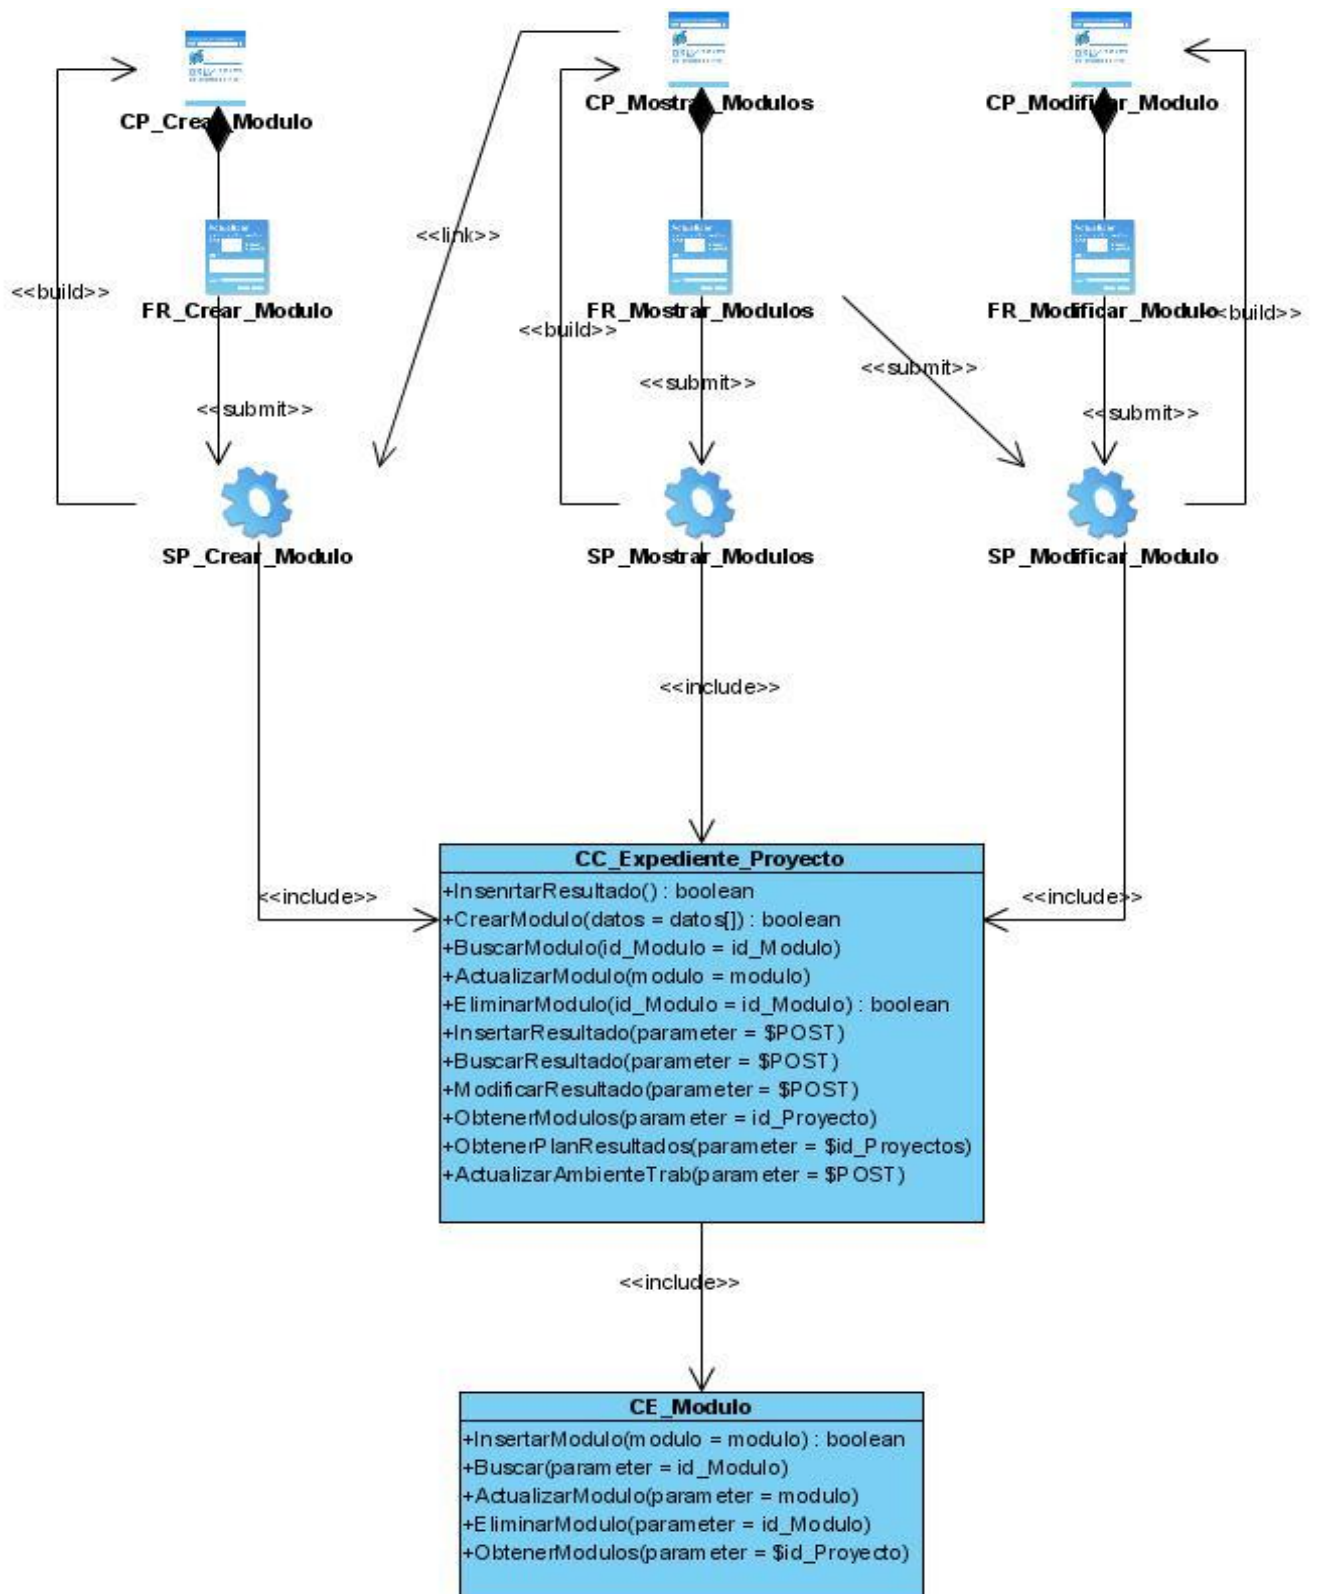 CP_Crear_Modulo
CP_Mostrar_Modulos
CP_Modificar_Modulo
<<link>>
<<build>>
FR_Crear_Modulo
FR_Mostrar_Modulos
FR_Modificar_Modulo
<<build>>
<<build>>
<<submit>>
<<submit>>
<<submit>>
<<submit>>
SP_Crear_Modulo
SP_Mostrar_Modulos
SP_Modificar_Modulo
<<include>>
<<include>>
<<include>>
CC_Expediente_Proyecto
+InsenrtarResultado() : boolean
+CrearModulo(datos = datos[]) : boolean
+BuscarModulo(id_Modulo = id_Modulo)
+ActualizarModulo(modulo = modulo)
+EliminarModulo(id_Modulo = id_Modulo) : boolean
+InsertarResultado(parameter = $POST)
+BuscarResultado(parameter = $POST)
+ModificarResultado(parameter = $POST)
+ObtenerModulos(parameter = id_Proyecto)
+ObtenerPlanResultados(parameter = $id_Proyectos)
+ActualizarAmbienteTrab(parameter = $POST)
<<include>>
CE_Modulo
+InsertarModulo(modulo = modulo) : boolean
+Buscar(parameter = id_Modulo)
+ActualizarModulo(parameter = modulo)
+EliminarModulo(parameter = id_Modulo)
+ObtenerModulos(parameter = $id_Proyecto)